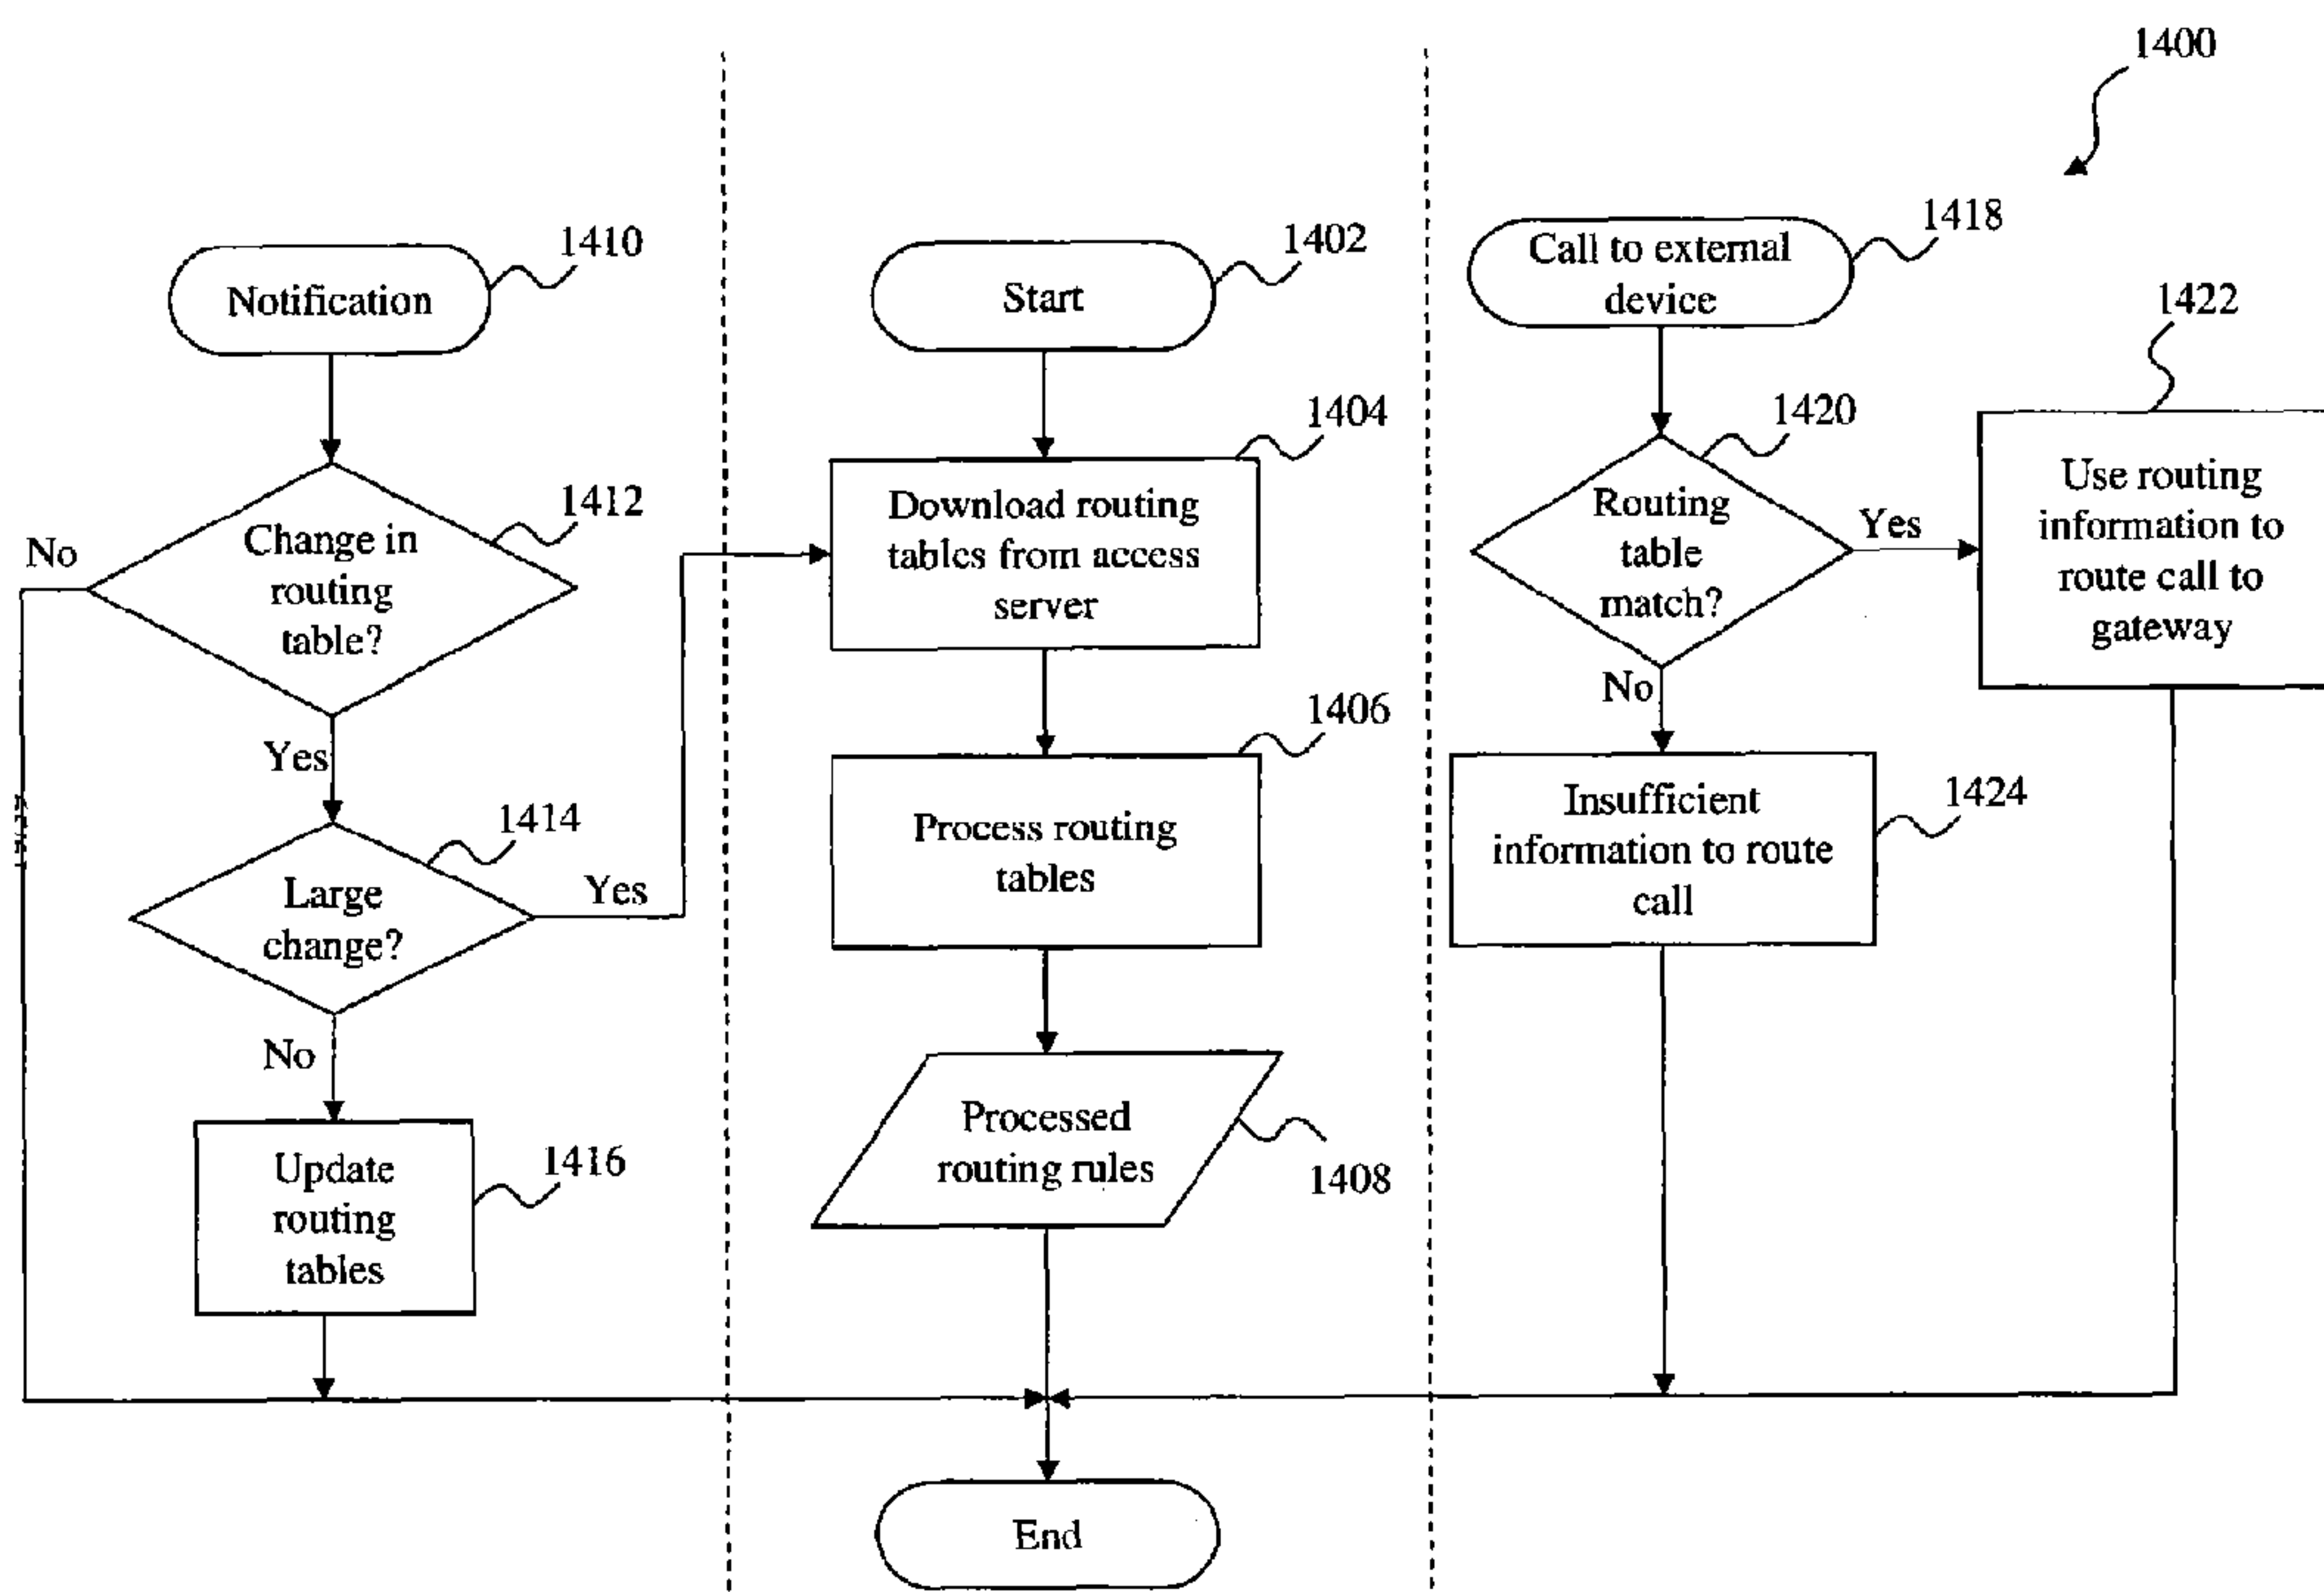 1400
1410
Notification
1412
Change in
routing
table?
No
Yes
1414
Large
change?
Yes
No
1416
Update
routing
tables
1402
Start
1404
Download routing
tables from access
server
1406
Process routing
tables
Processed
routing rules
1408
End
1418
Call to external
device
1420
Routing
table
match?
Yes
No
1422
Use routing
information to
route call to
gateway
1424
Insufficient
information to route
call